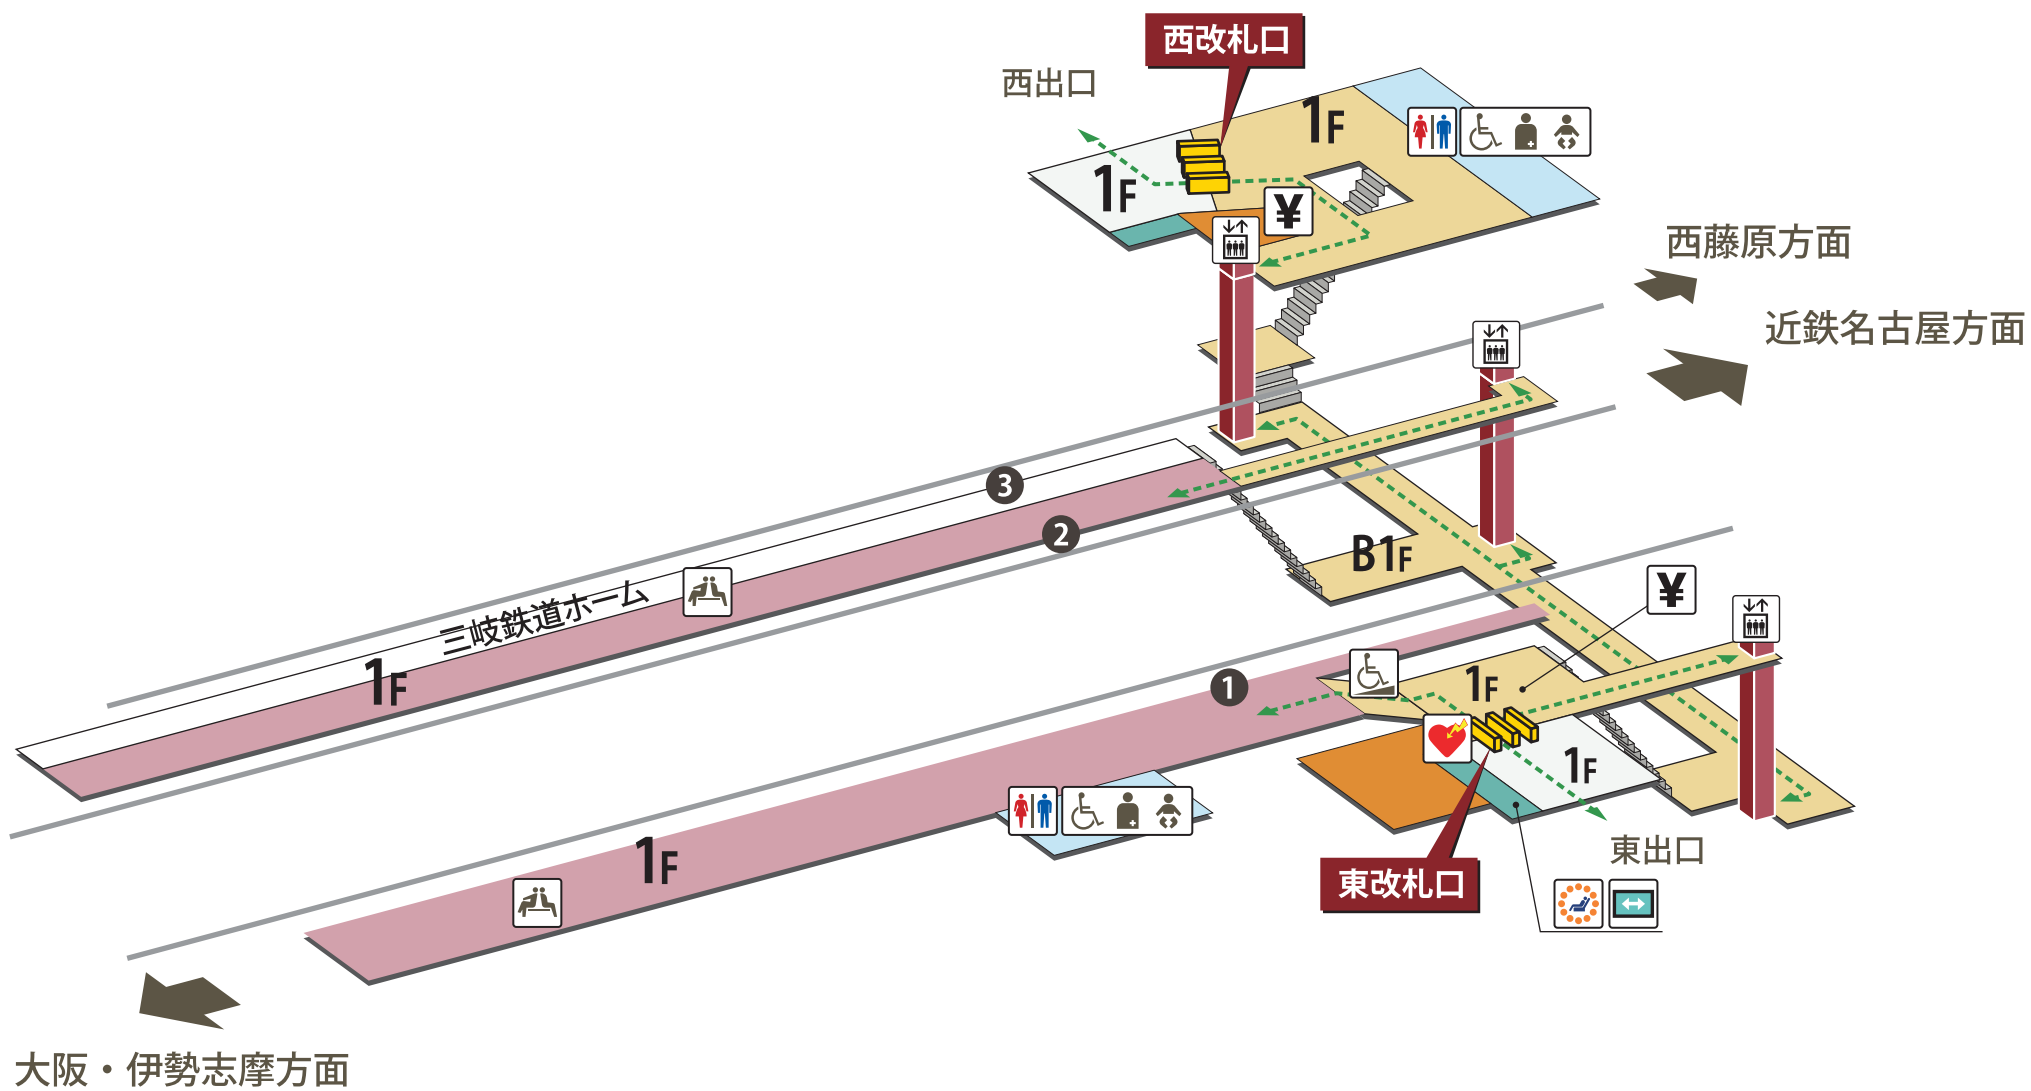 西改札口
西出口
1F
1F
¥
西藤原方面
近鉄名古屋方面
3
2
B1F
三岐鉄道ホーム
1F
¥
1
1F
1F
1F
東出口
東改札口
大阪・伊勢志摩方面